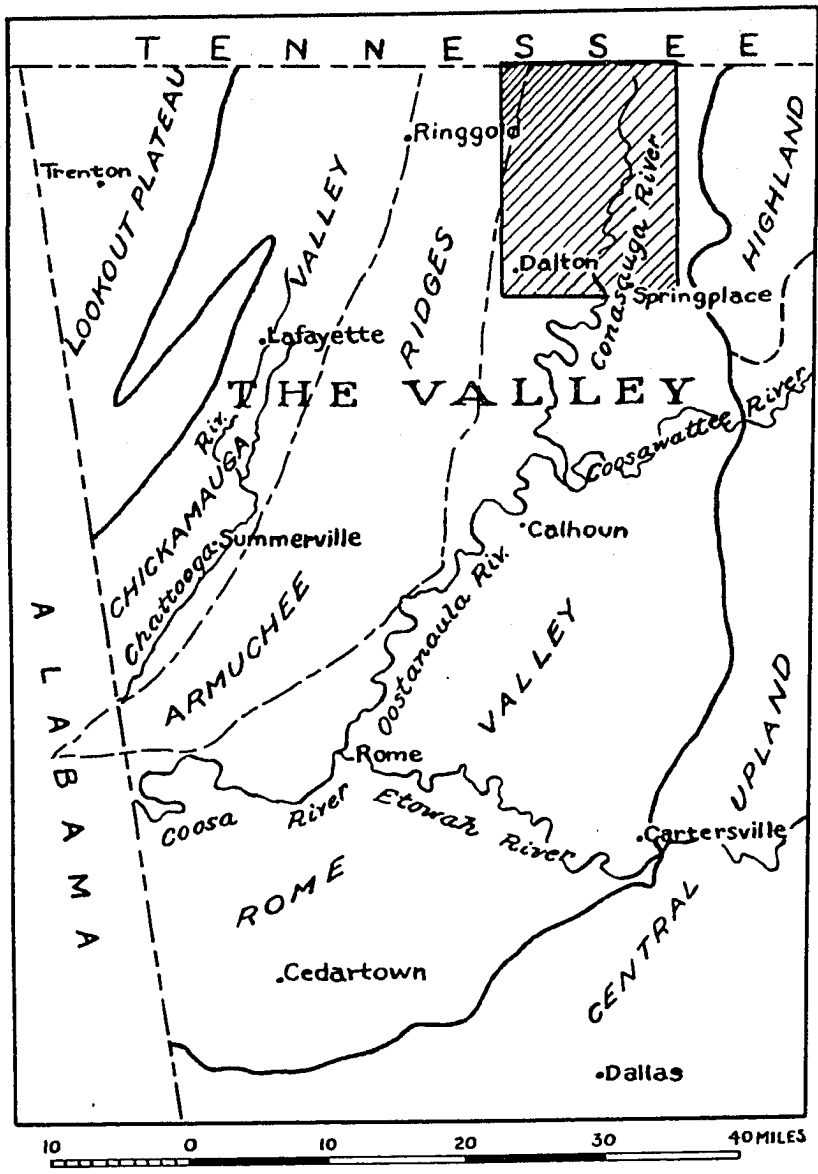 TENNESSEE
LOOKOUT PLATEAU
Trenton
Ringgold
VALLEY
RIDGES
HIGHLAND
Conasauga River
Dalton
Springplace
Lafayette
THE VALLEY
Riv.
Coosawattee River
CHICKAMAUGA
Chattooga
Summerville
Calhoun
Oostanaula Riv.
ARMUCHEE
VALLEY
ALABAMA
UPLAND
Rome
Coosa River
Etowah River
Cartersville
ROME
CENTRAL
Cedartown
Dallas
10 0 10 20 30 40 MILES